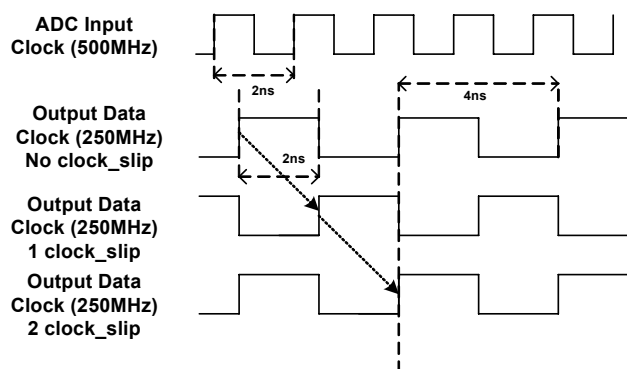 ADC Input
Clock (500MHz)
2ns
4ns
Output Data
Clock (250MHz)
No clock_slip
2ns
Output Data
Clock (250MHz)
1 clock_slip
Output Data
Clock (250MHz)
2 clock_slip